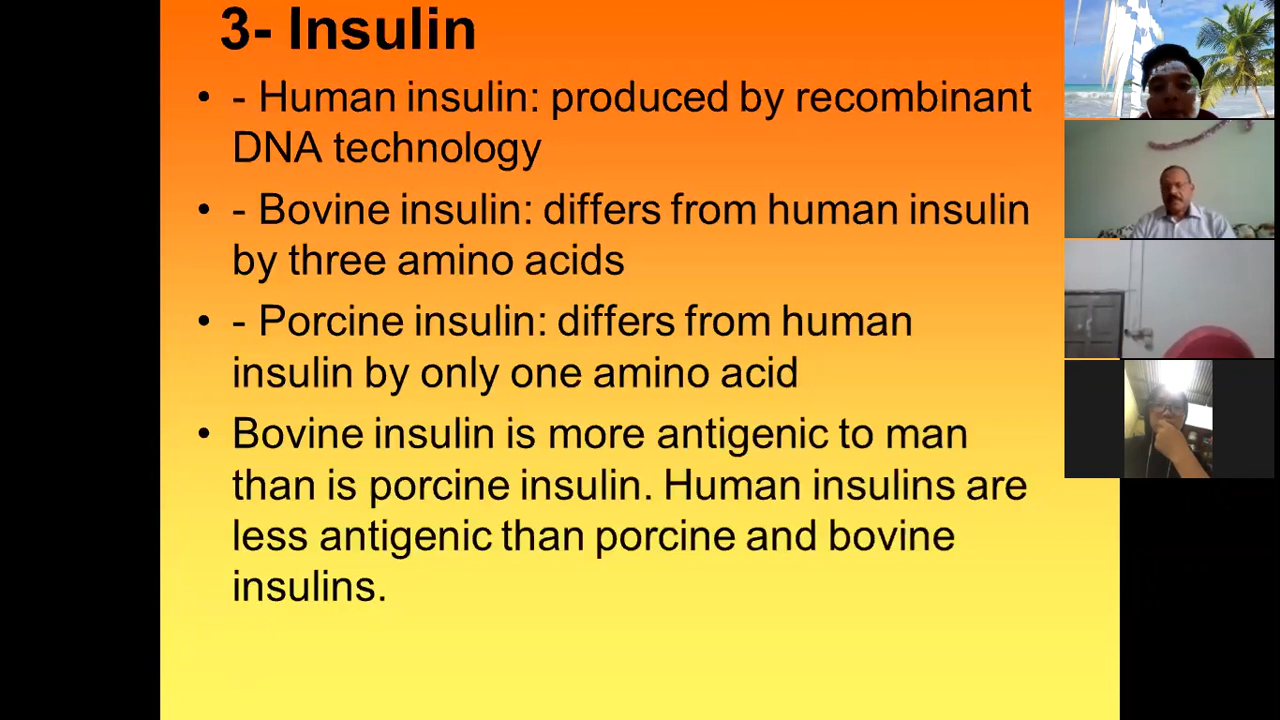 3- Insulin
• - Human insulin: produced by recombinant
DNA technology
• - Bovine insulin: differs from human insulin
by three amino acids
• - Porcine insulin: differs from human
insulin by only one amino acid
• Bovine insulin is more antigenic to man
than is porcine insulin. Human insulins are
less antigenic than porcine and bovine
insulins.